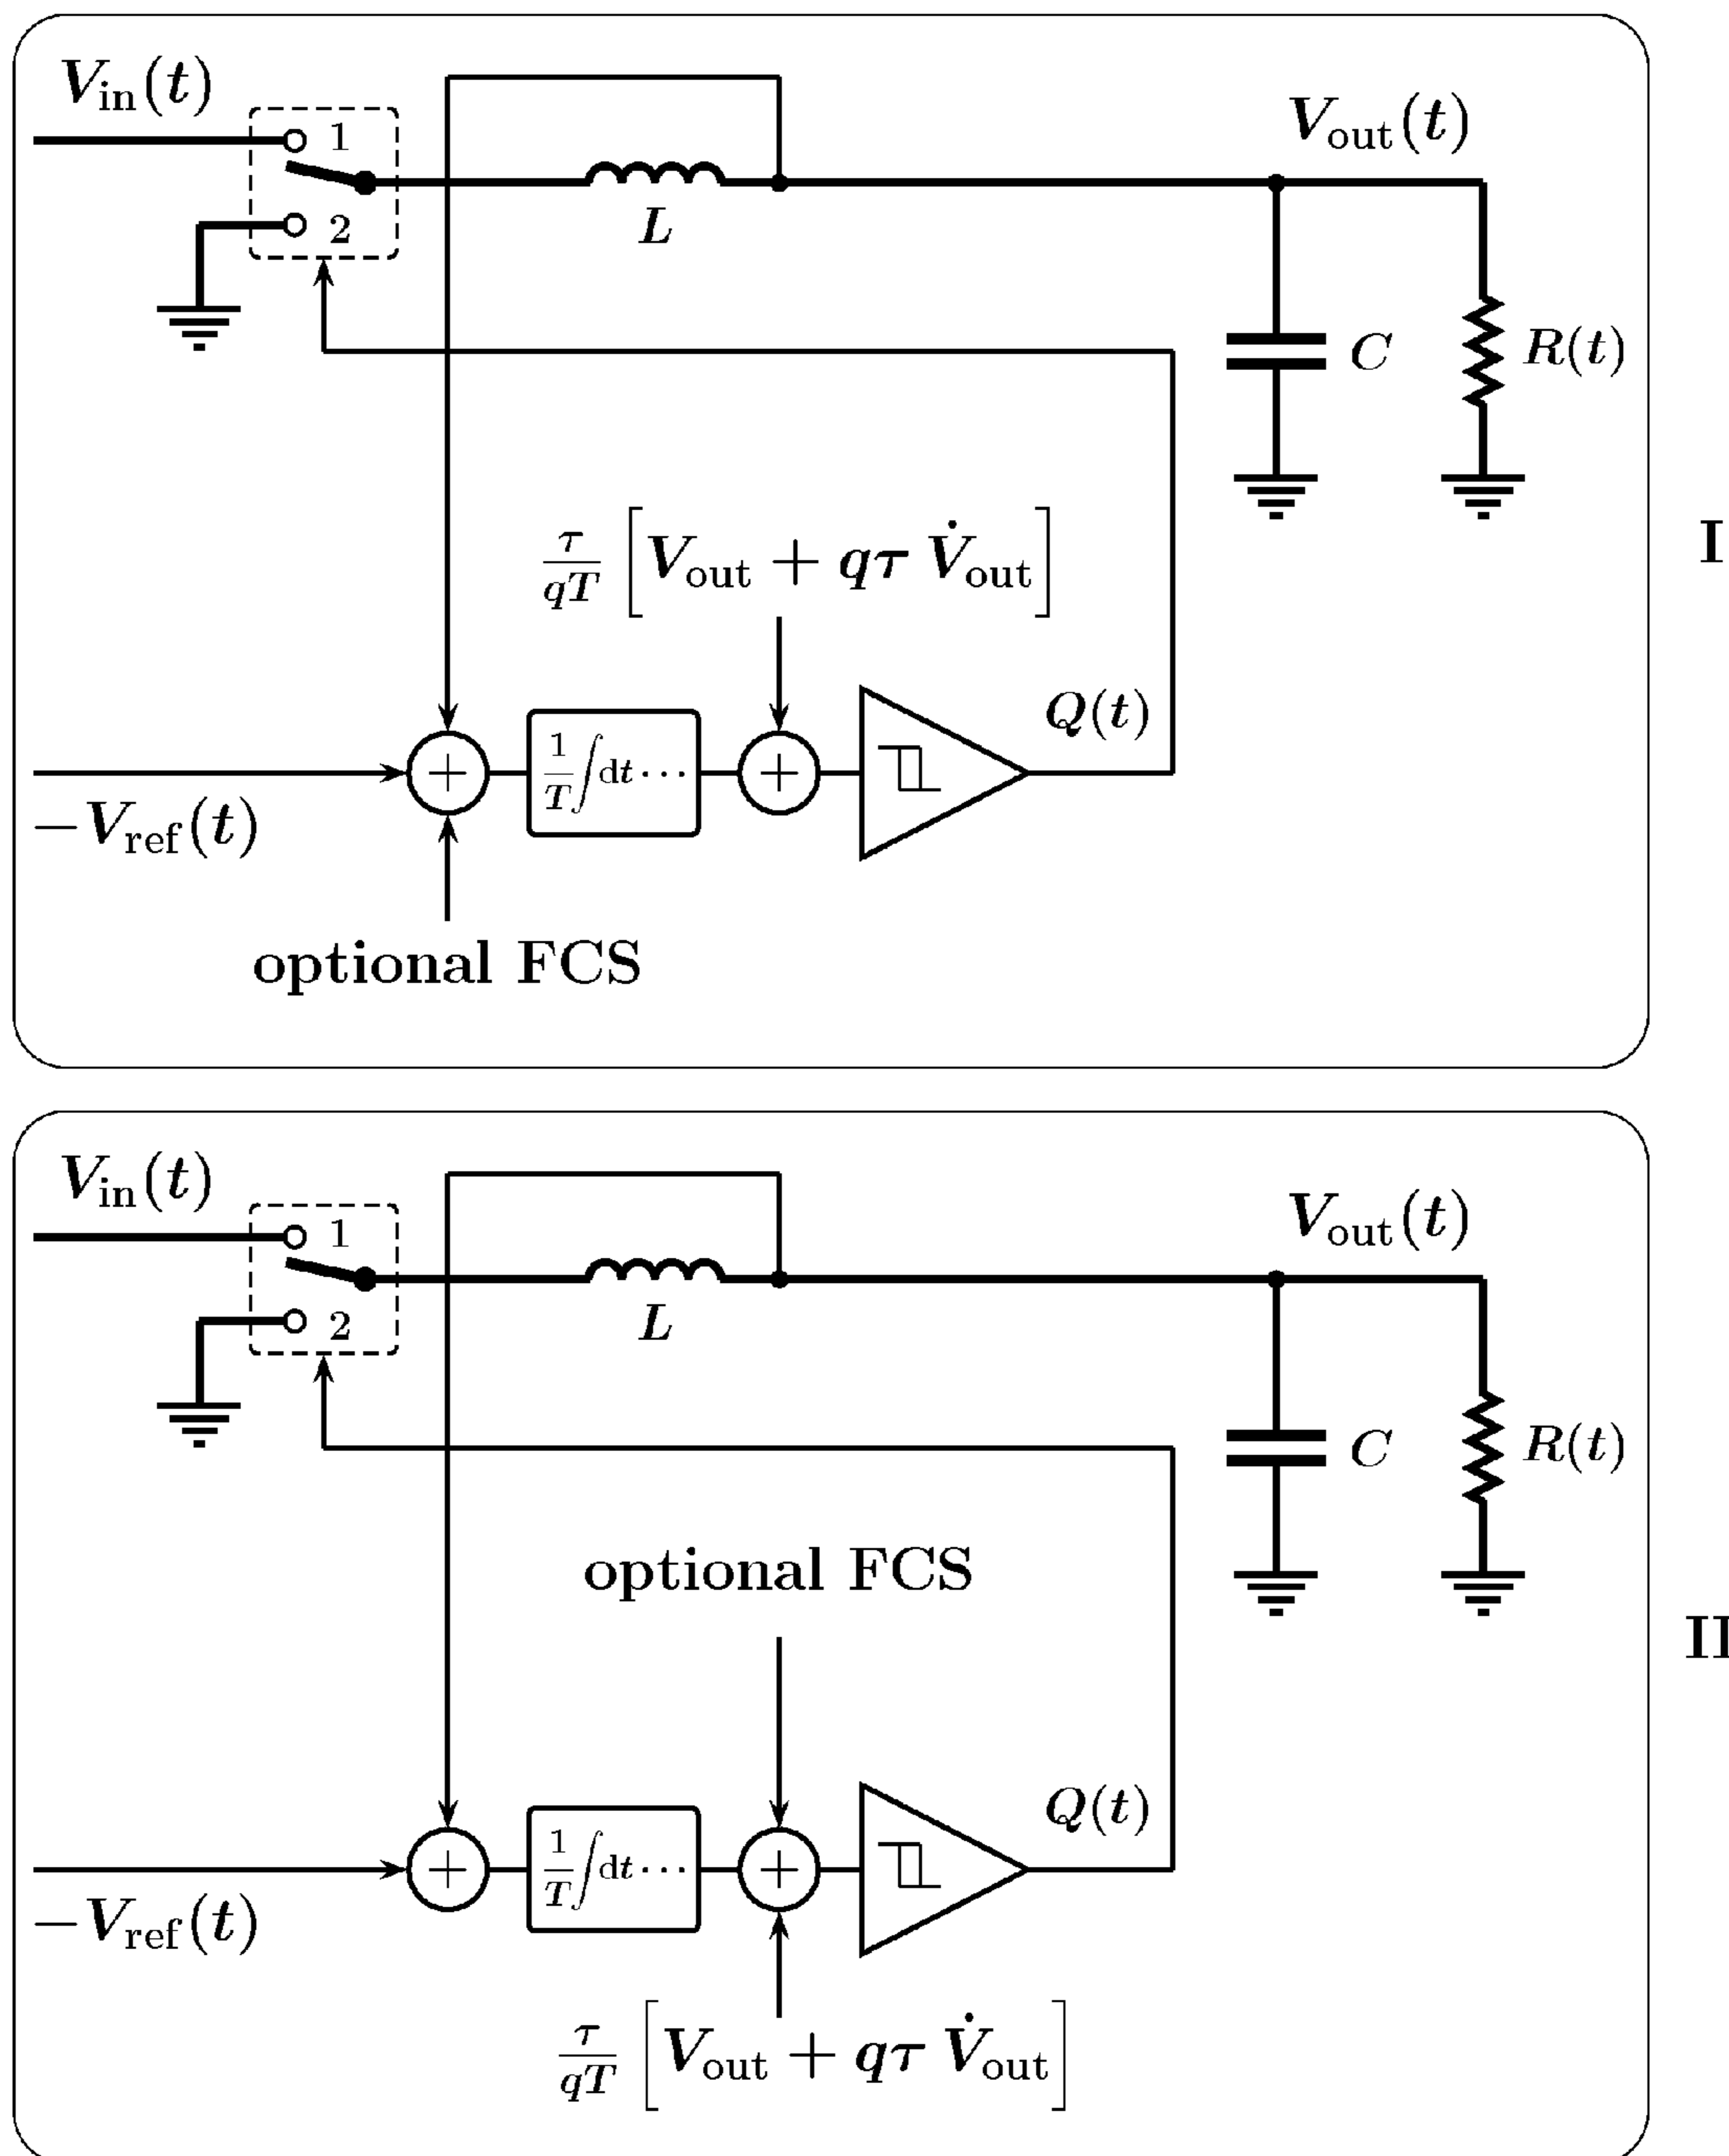 V_in(t)
1
V_out(t)
2
L
C
R(t)
I
τ/(qT) [V_out + qτ V̇_out]
Q(t)
1/T ∫dt ···
−V_ref(t)
optional FCS
V_in(t)
1
V_out(t)
2
L
C
R(t)
optional FCS
II
Q(t)
1/T ∫dt ···
−V_ref(t)
τ/(qT) [V_out + qτ V̇_out]